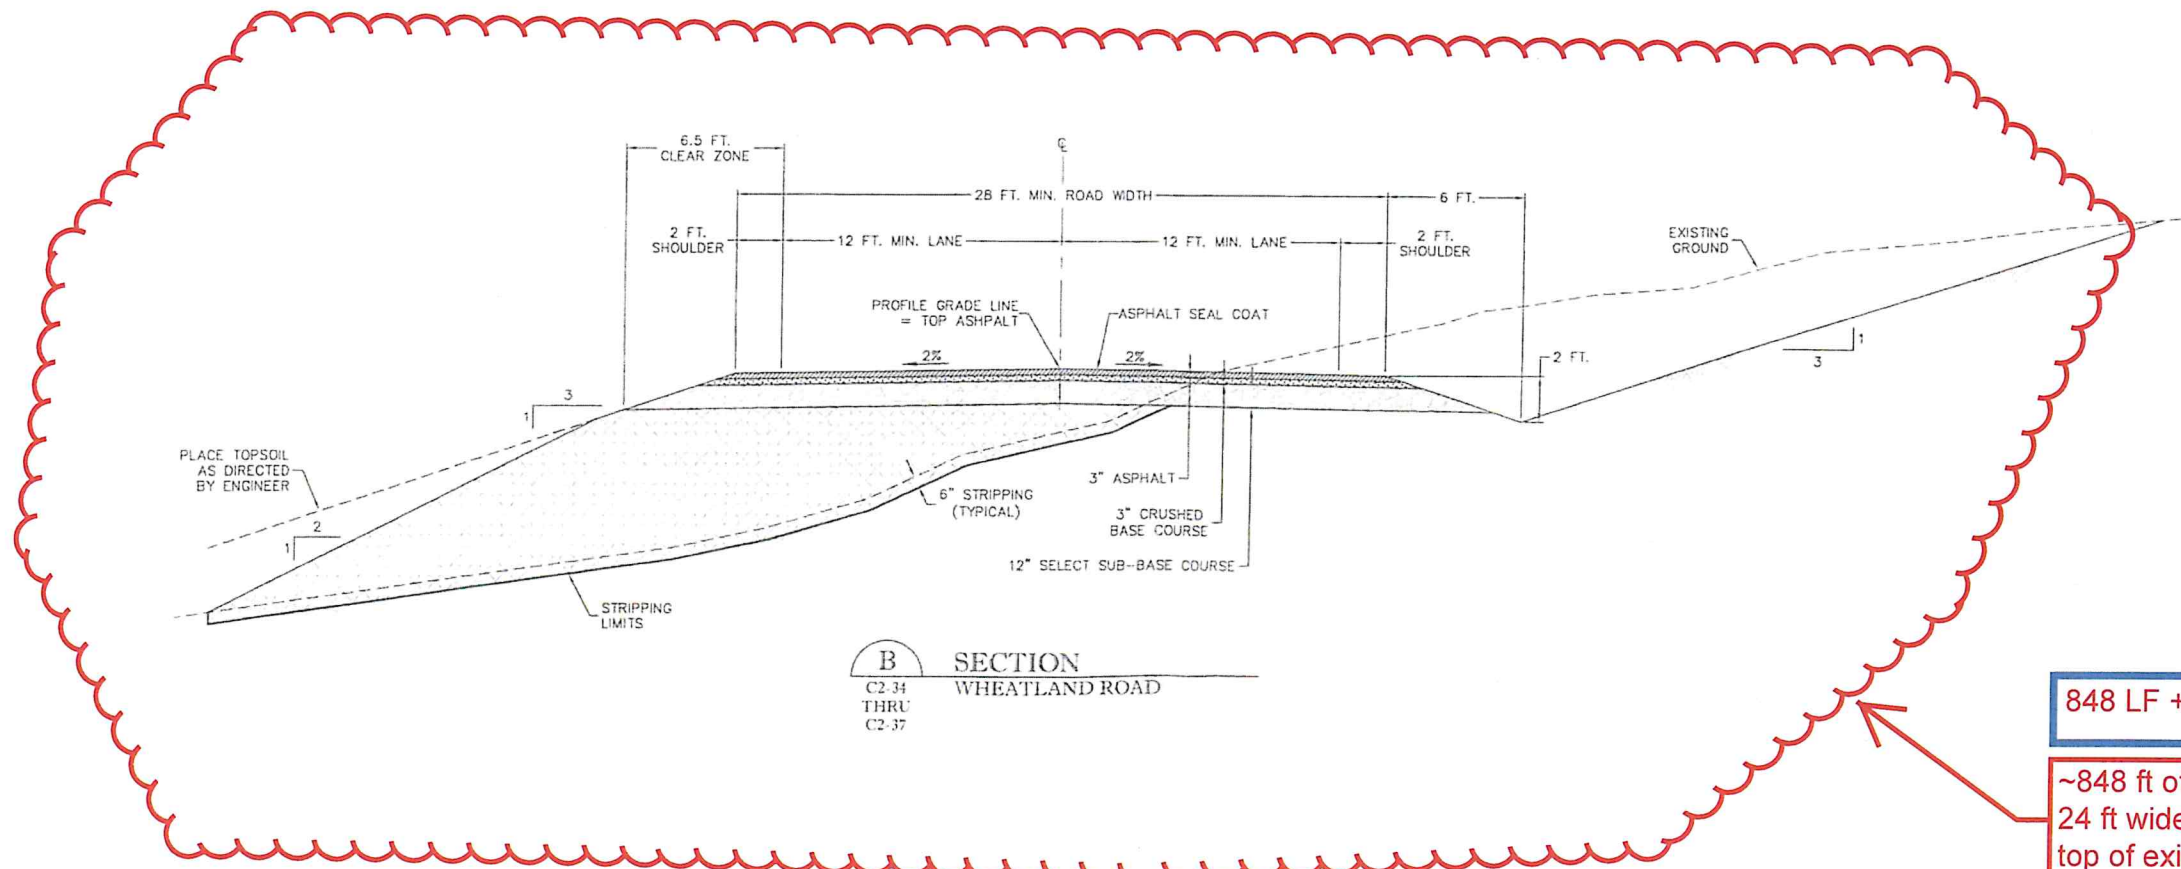 6.5 FT.
CLEAR ZONE
℄
28 FT. MIN. ROAD WIDTH
6 FT.
2 FT.
SHOULDER
12 FT. MIN. LANE
12 FT. MIN. LANE
2 FT.
SHOULDER
EXISTING
GROUND
PROFILE GRADE LINE
= TOP ASHPALT
ASPHALT SEAL COAT
2%
2%
2 FT.
1
3
3
1
PLACE TOPSOIL
AS DIRECTED
BY ENGINEER
2
1
6" STRIPPING
(TYPICAL)
3" ASPHALT
3" CRUSHED
BASE COURSE
12" SELECT SUB-BASE COURSE
STRIPPING
LIMITS
B
SECTION
C2-34
THRU
C2-37
WHEATLAND ROAD
848 LF +
~848 ft of
24 ft wide
top of exi